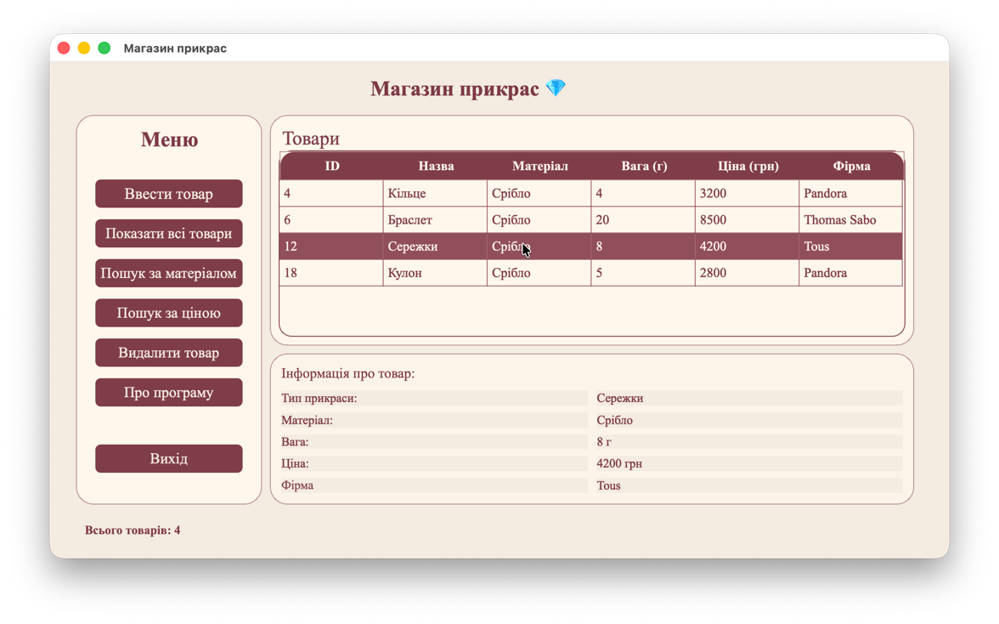 Магазин прикрас
Магазин прикрас 💎
Меню
Ввести товар
Показати всі товари
Пошук за матеріалом
Пошук за ціною
Видалити товар
Про програму
Вихід
Товари
ID Назва Матеріал Вага (г) Ціна (грн) Фірма
4 Кільце Срібло 4 3200 Pandora
6 Браслет Срібло 20 8500 Thomas Sabo
12 Сережки Срібло 8 4200 Tous
18 Кулон Срібло 5 2800 Pandora
Інформація про товар:
Тип прикраси: Сережки
Матеріал: Срібло
Вага: 8 г
Ціна: 4200 грн
Фірма Tous
Всього товарів: 4